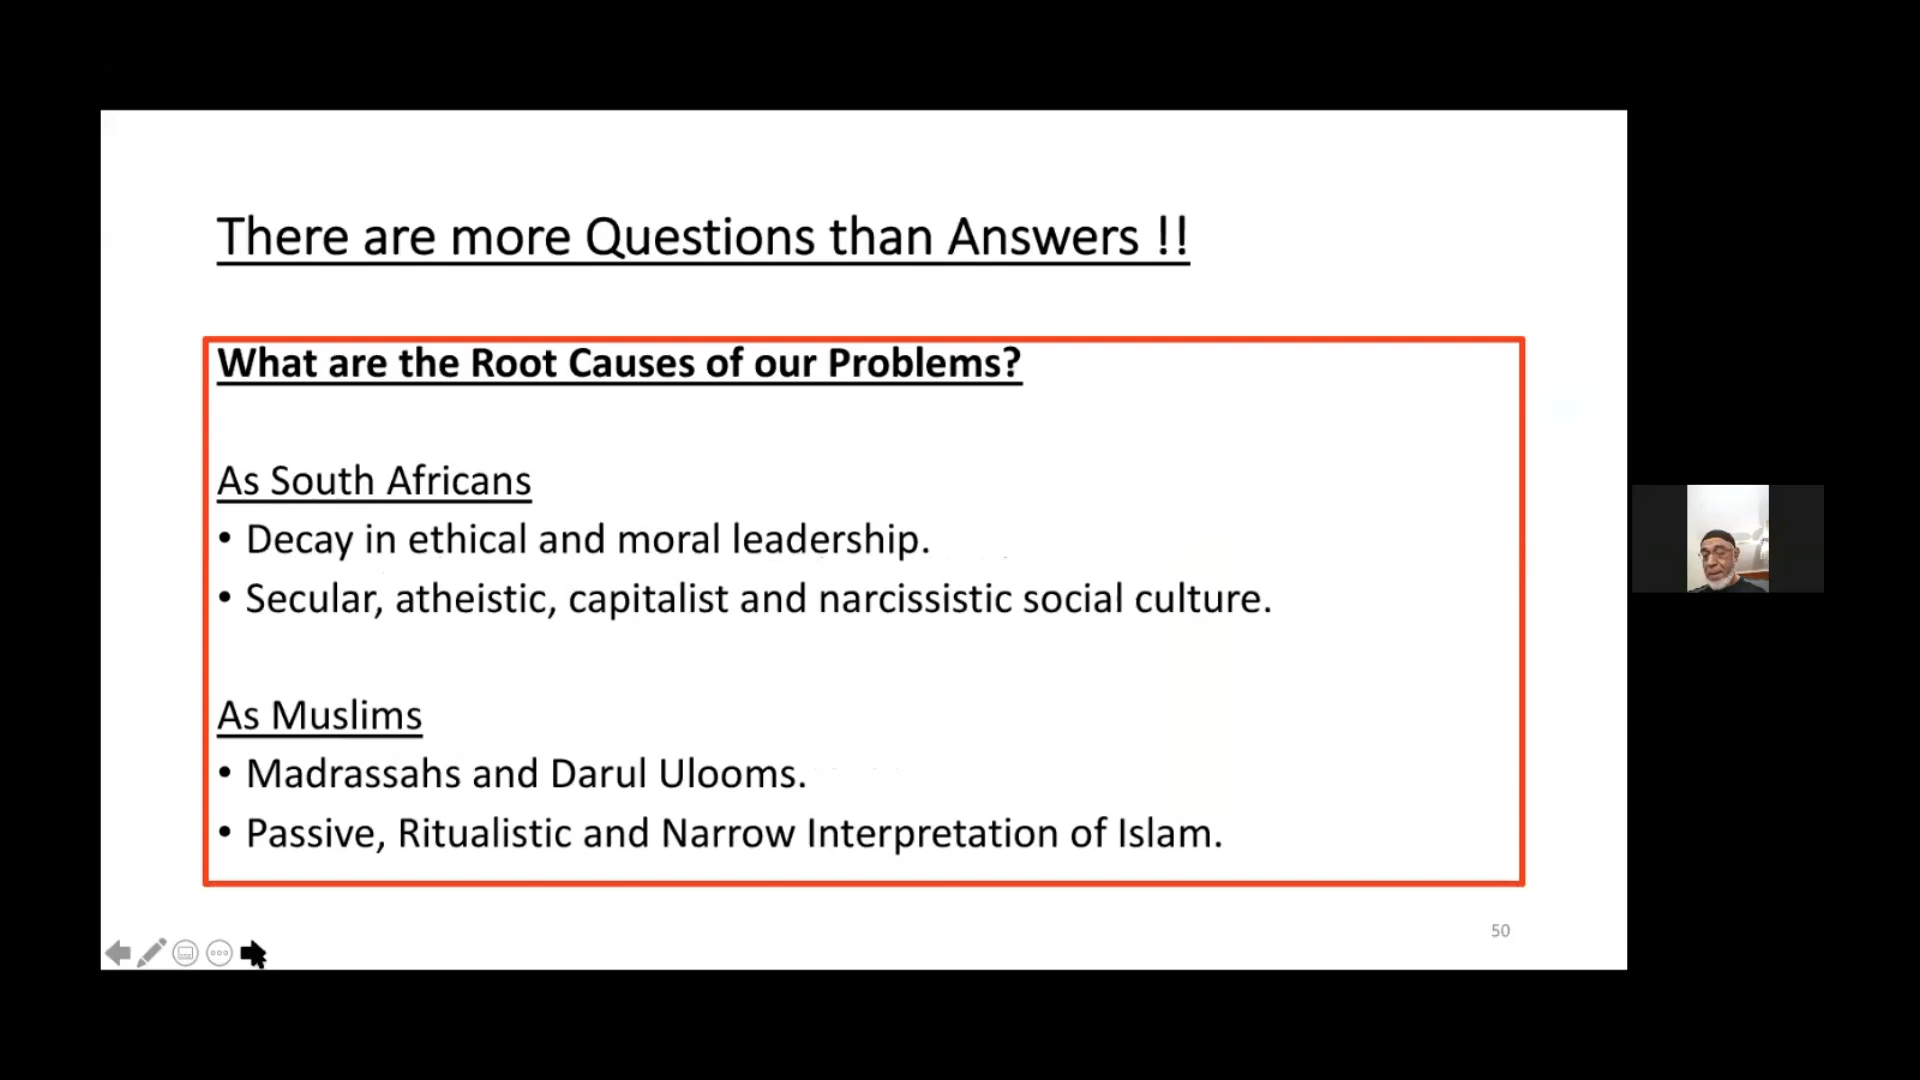 There are more Questions than Answers !!
What are the Root Causes of our Problems?
As South Africans
• Decay in ethical and moral leadership.
• Secular, atheistic, capitalist and narcissistic social culture.
As Muslims
• Madrassahs and Darul Ulooms.
• Passive, Ritualistic and Narrow Interpretation of Islam.
50